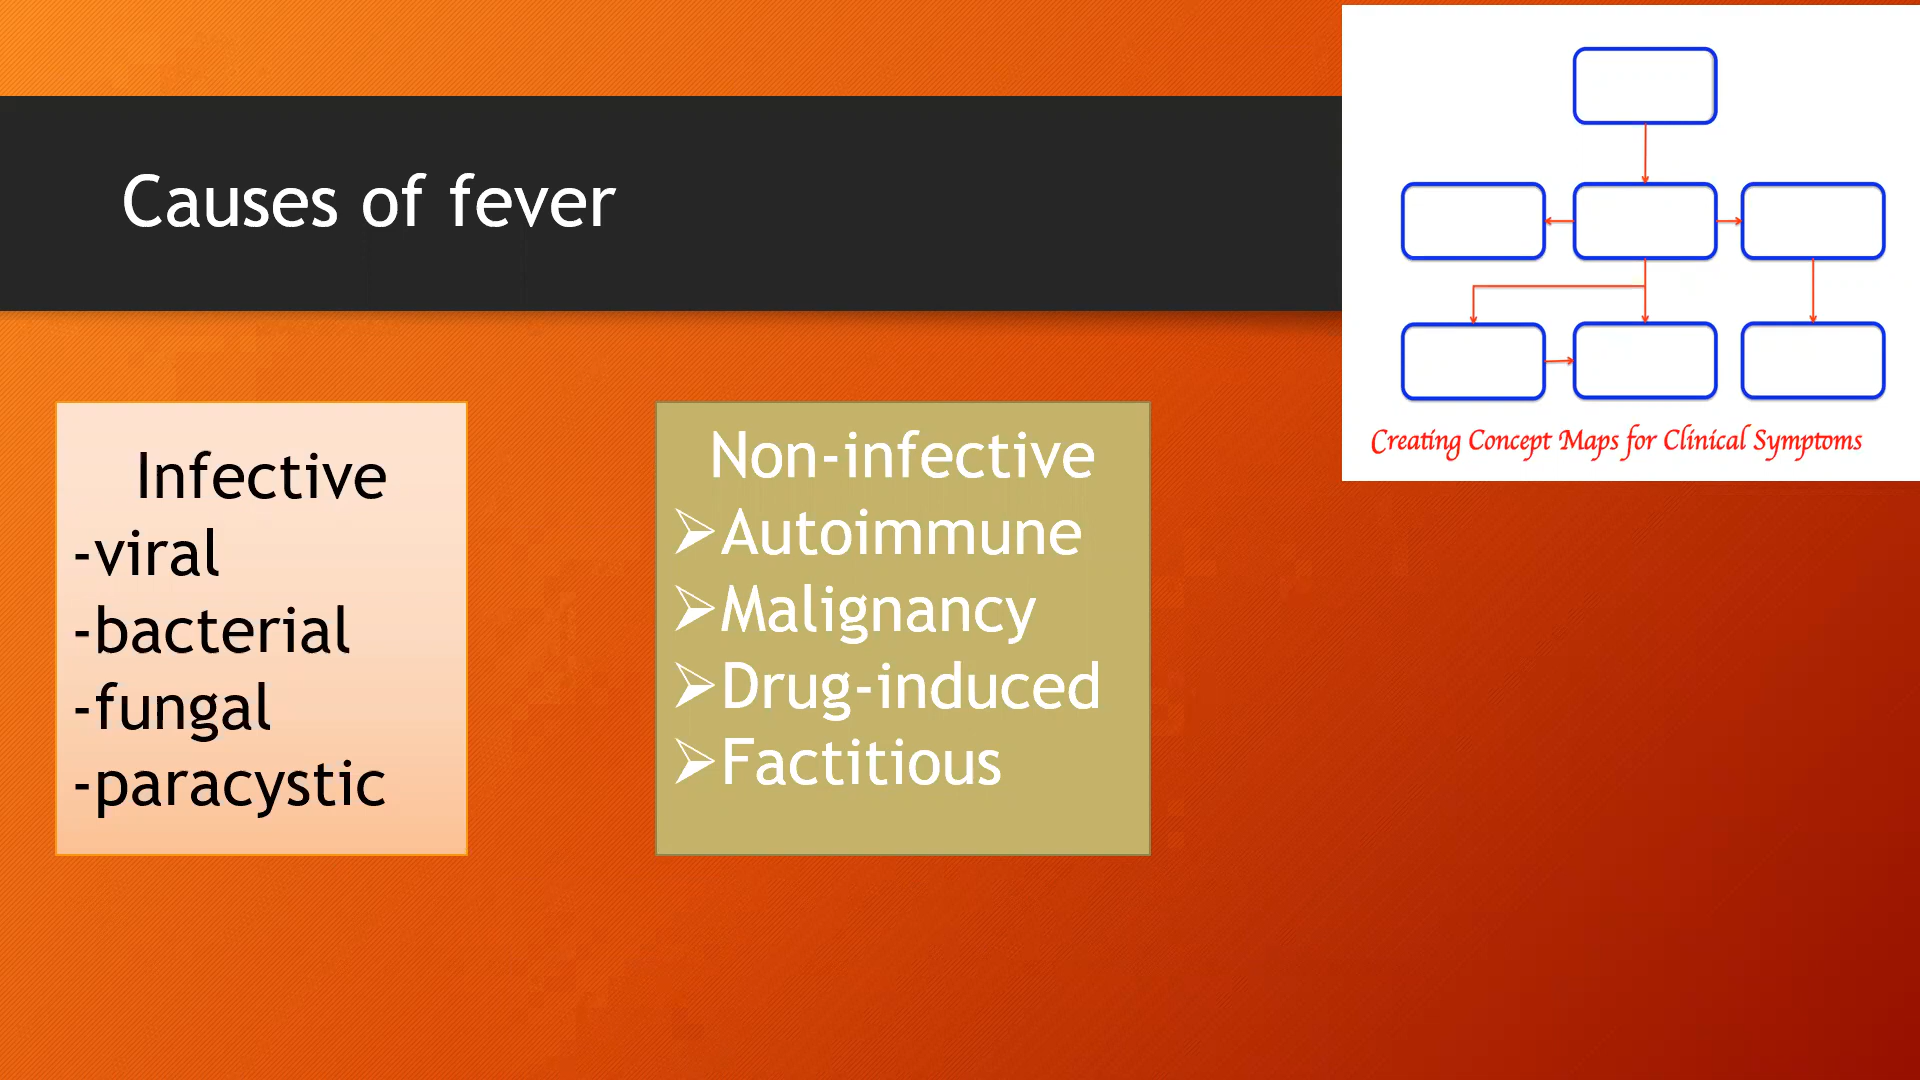 Causes of fever
Infective
-viral
-bacterial
-fungal
-paracystic
Non-infective
➢Autoimmune
➢Malignancy
➢Drug-induced
➢Factitious
Creating Concept Maps for Clinical Symptoms